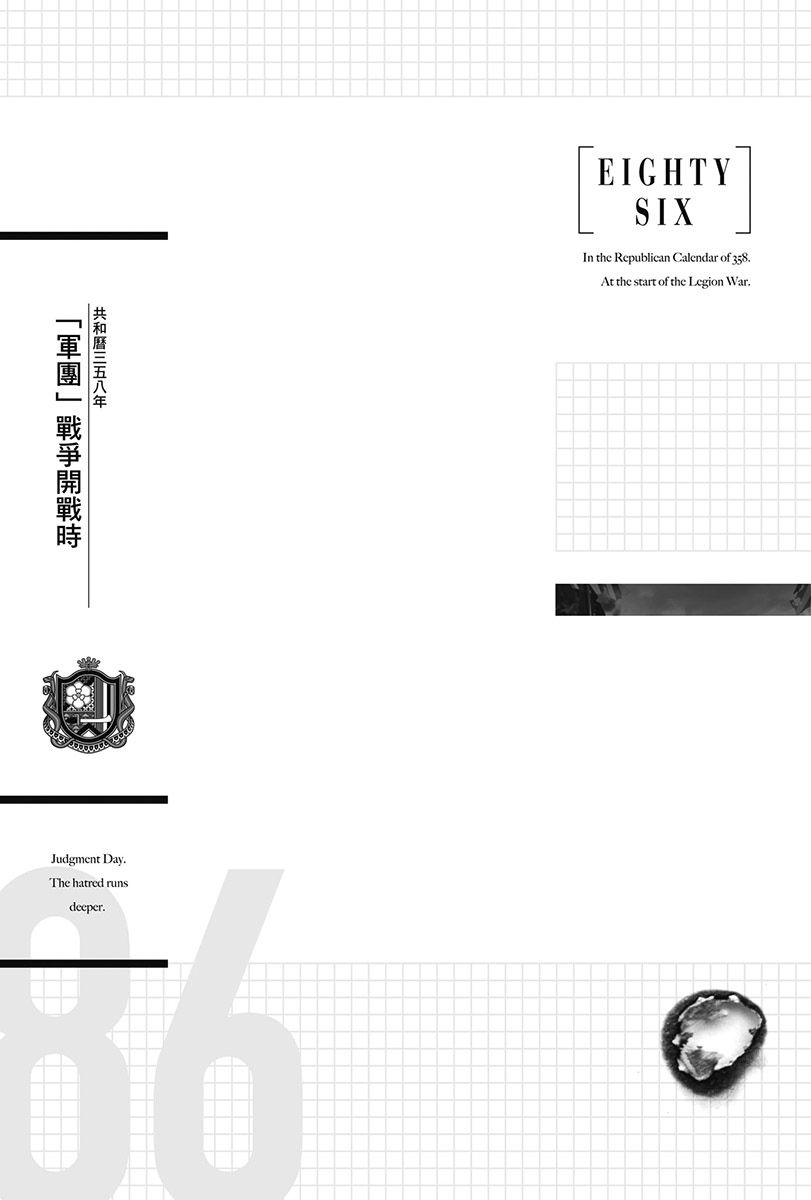 EIGHTY
SIX
In the Republican Calendar of 358.
At the start of the Legion War.
共和曆三五八年
「軍團」戰爭開戰時
Judgment Day.
The hatred runs
deeper.
86